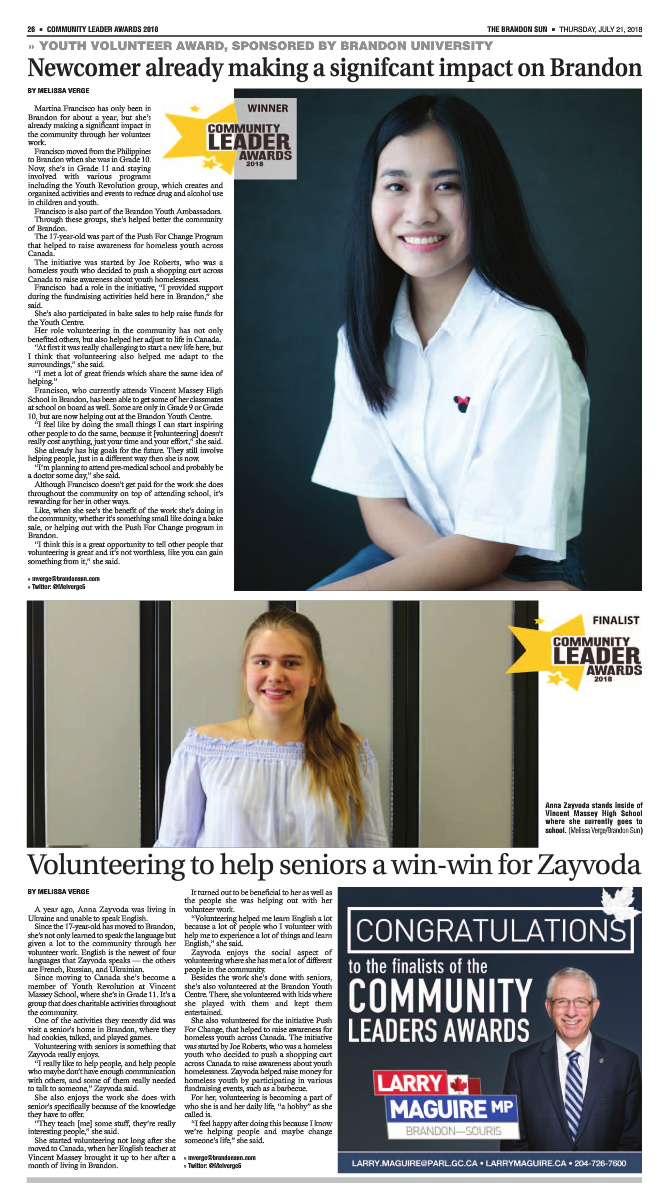 26 ▪ COMMUNITY LEADER AWARDS 2018
THE BRANDON SUN ▪ THURSDAY, JULY 21, 2018
» YOUTH VOLUNTEER AWARD, SPONSORED BY BRANDON UNIVERSITY
Newcomer already making a signifcant impact on Brandon
BY MELISSA VERGE
Martina Francisco has only been in
Brandon for about a year, but she's
already making a significant impact in
the community through her volunteer
work.
Francisco moved from the Philippines
to Brandon when she was in Grade 10.
Now, she's in Grade 11 and staying
involved with various programs
including the Youth Revolution group, which creates and
organized activities and events to reduce drug and alcohol use
in children and youth.
Francisco is also part of the Brandon Youth Ambassadors.
Through these groups, she's helped better the community
of Brandon.
The 17-year-old was part of the Push For Change Program
that helped to raise awareness for homeless youth across
Canada.
The initiative was started by Joe Roberts, who was a
homeless youth who decided to push a shopping cart across
Canada to raise awareness about youth homelessness.
Francisco had a role in the initiative, "I provided support
during the fundraising activities held here in Brandon," she
said.
She's also participated in bake sales to help raise funds for
the Youth Centre.
Her role volunteering in the community has not only
benefited others, but also helped her adjust to life in Canada.
"At first it was really challenging to start a new life here, but
I think that volunteering also helped me adapt to the
surroundings," she said.
"I met a lot of great friends which share the same idea of
helping."
Francisco, who currently attends Vincent Massey High
School in Brandon, has been able to get some of her classmates
at school on board as well. Some are only in Grade 9 or Grade
10, but are now helping out at the Brandon Youth Centre.
"I feel like by doing the small things I can start inspiring
other people to do the same, because it [volunteering] doesn't
really cost anything, just your time and your effort," she said.
She already has big goals for the future. They still involve
helping people, just in a different way then she is now.
"I'm planning to attend pre-medical school and probably be
a doctor some day," she said.
Although Francisco doesn't get paid for the work she does
throughout the community on top of attending school, it's
rewarding for her in other ways.
Like, when she see's the benefit of the work she's doing in
the community, whether it's something small like doing a bake
sale, or helping out with the Push For Change program in
Brandon.
"I think this is a great opportunity to tell other people that
volunteering is great and it's not worthless, like you can gain
something from it," she said.
» mverge@brandonsun.com
» Twitter: @Melverge5
WINNER
COMMUNITY
LEADER
AWARDS
2018
FINALIST
COMMUNITY
LEADER
AWARDS
2018
Anna Zayvoda stands inside of
Vincent Massey High School
where she currently goes to
school. (Melissa Verge/Brandon Sun)
Volunteering to help seniors a win-win for Zayvoda
BY MELISSA VERGE
A year ago, Anna Zayvoda was living in
Ukraine and unable to speak English.
Since the 17-year-old has moved to Brandon,
she's not only learned to speak the language but
given a lot to the community through her
volunteer work. English is the newest of four
languages that Zayvoda speaks — the others
are French, Russian, and Ukrainian.
Since moving to Canada she's become a
member of Youth Revolution at Vincent
Massey School, where she's in Grade 11. It's a
group that does charitable activities throughout
the community.
One of the activities they recently did was
visit a senior's home in Brandon, where they
had cookies, talked, and played games.
Volunteering with seniors is something that
Zayvoda really enjoys.
"I really like to help people, and help people
who maybe don't have enough communication
with others, and some of them really needed
to talk to someone," Zayvoda said.
She also enjoys the work she does with
senior's specifically because of the knowledge
they have to offer.
"They teach [me] some stuff, they're really
interesting people," she said.
She started volunteering not long after she
moved to Canada, when her English teacher at
Vincent Massey brought it up to her after a
month of living in Brandon.
It turned out to be beneficial to her as well as
the people she was helping out with her
volunteer work.
"Volunteering helped me learn English a lot
because a lot of people who I volunteer with
help me to experience a lot of things and learn
English," she said.
Zayvoda enjoys the social aspect of
volunteering where she has met a lot of different
people in the community.
Besides the work she's done with seniors,
she's also volunteered at the Brandon Youth
Centre. There, she volunteered with kids where
she played with them and kept them
entertained.
She also volunteered for the initiative Push
For Change, that helped to raise awareness for
homeless youth across Canada. The initiative
was started by Joe Roberts, who was a homeless
youth who decided to push a shopping cart
across Canada to raise awareness about youth
homelessness. Zayvoda helped raise money for
homeless youth by participating in various
fundraising events, such as a barbecue.
For her, volunteering is becoming a part of
who she is and her daily life, "a hobby" as she
called is.
"I feel happy after doing this because I know
we're helping people and maybe change
someone's life," she said.
» mverge@brandonsun.com
» Twitter: @Melverge5
CONGRATULATIONS
to the finalists of the
COMMUNITY
LEADERS AWARDS
LARRY
MAGUIRE MP
BRANDON—SOURIS
LARRY.MAGUIRE@PARL.GC.CA • LARRYMAGUIRE.CA • 204-726-7600